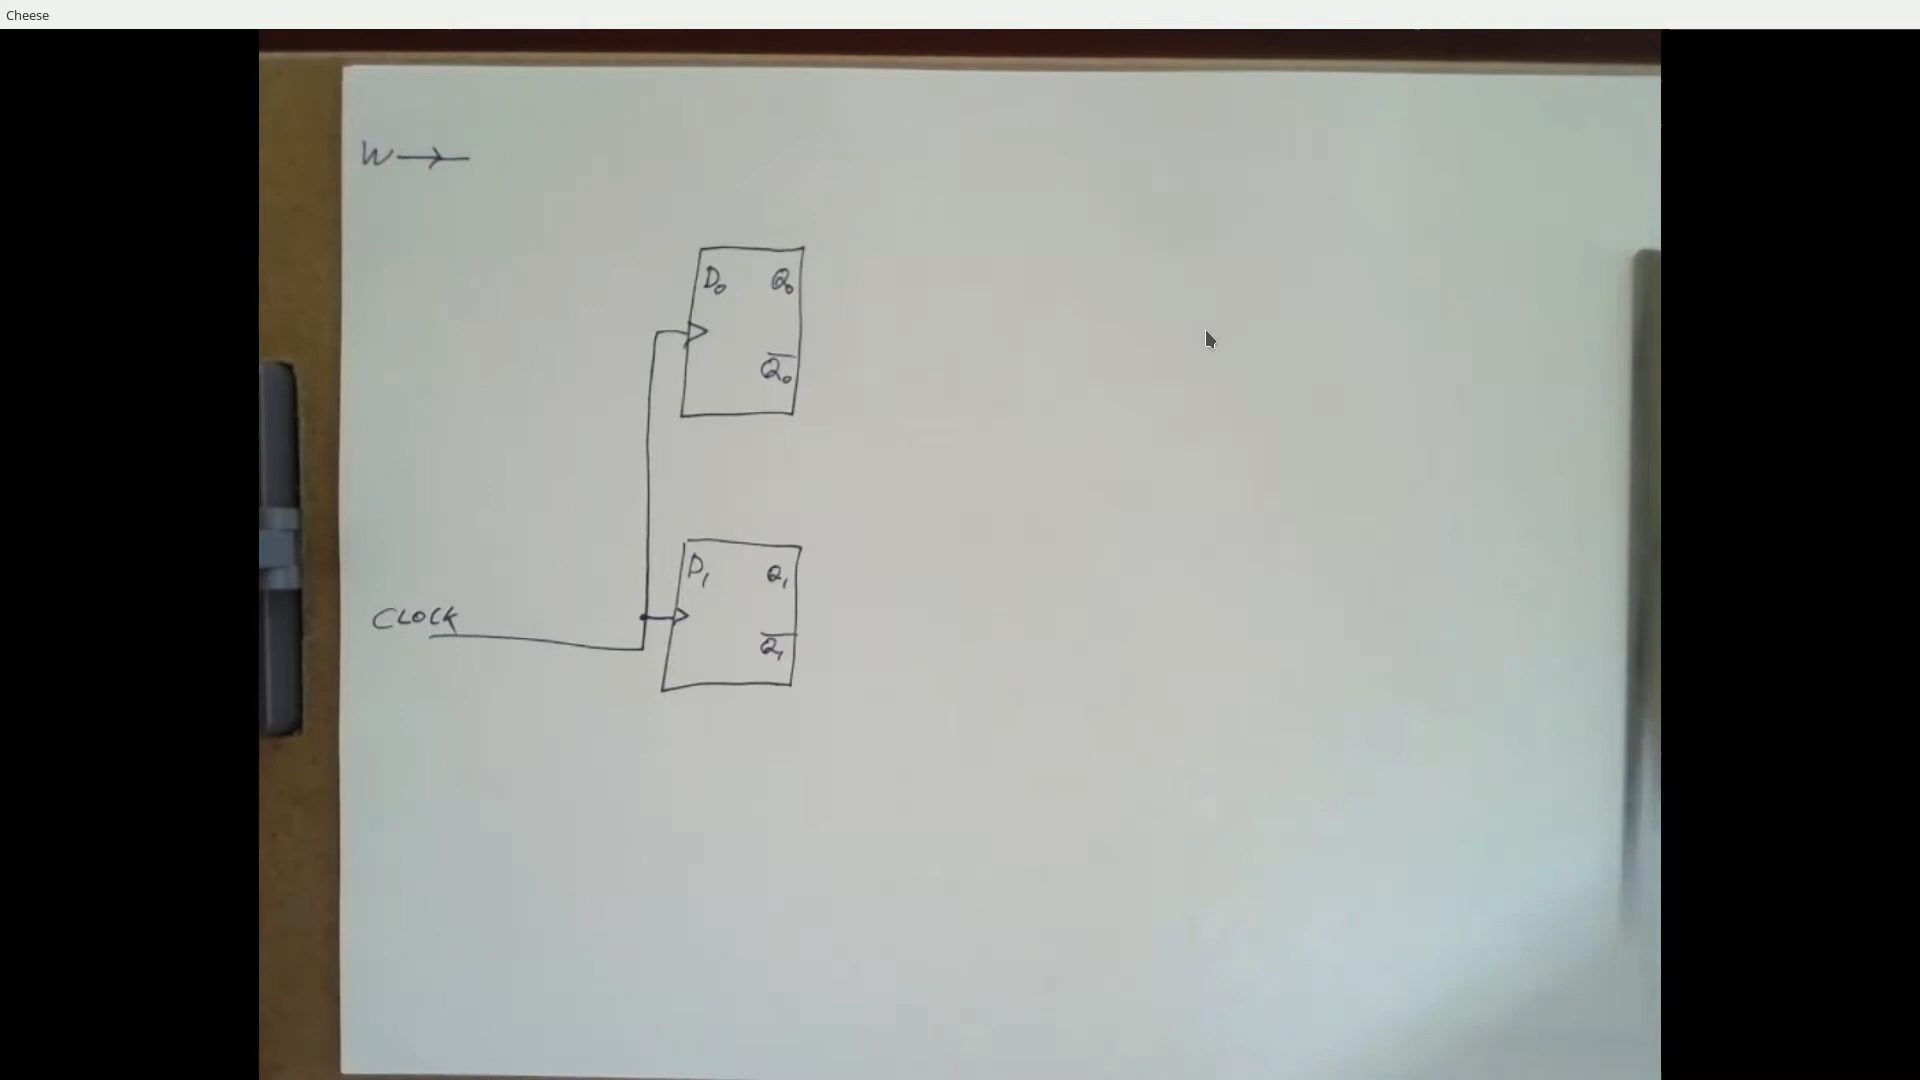 Cheese
W
D₀ Q₀
Q̅₀
D₁ Q₁
CLOCK
Q̅₁